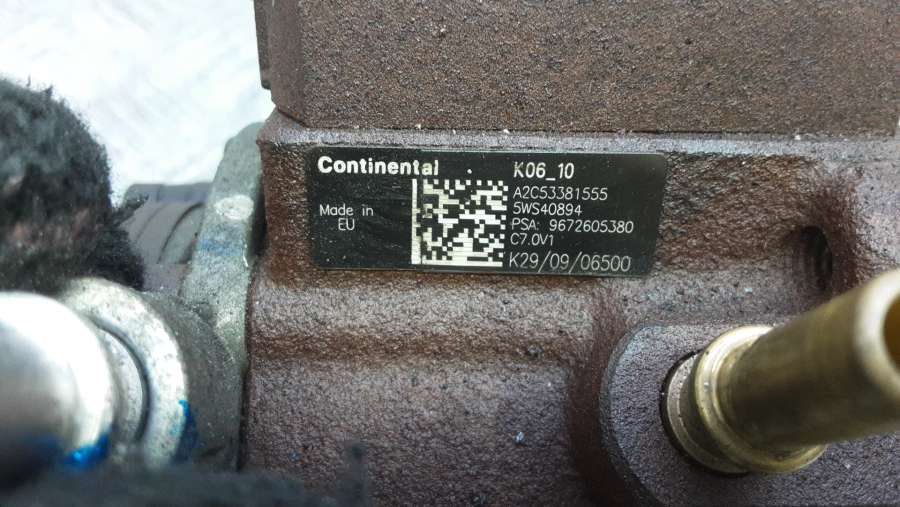 Continental
K06_10
A2C53381555
5WS40894
PSA: 9672605380
C7.0V1
K29/09/06500
Made in
EU